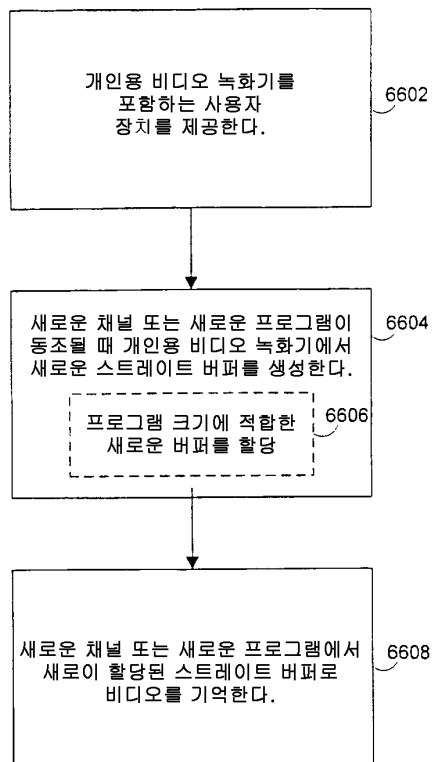 개인용 비디오 녹화기를
포함하는 사용자
장치를 제공한다.
6602
새로운 채널 또는 새로운 프로그램이
동조될 때 개인용 비디오 녹화기에서
새로운 스트레이트 버퍼를 생성한다.
6604
프로그램 크기에 적합한
새로운 버퍼를 할당
6606
새로운 채널 또는 새로운 프로그램에서
새로이 할당된 스트레이트 버퍼로
비디오를 기억한다.
6608